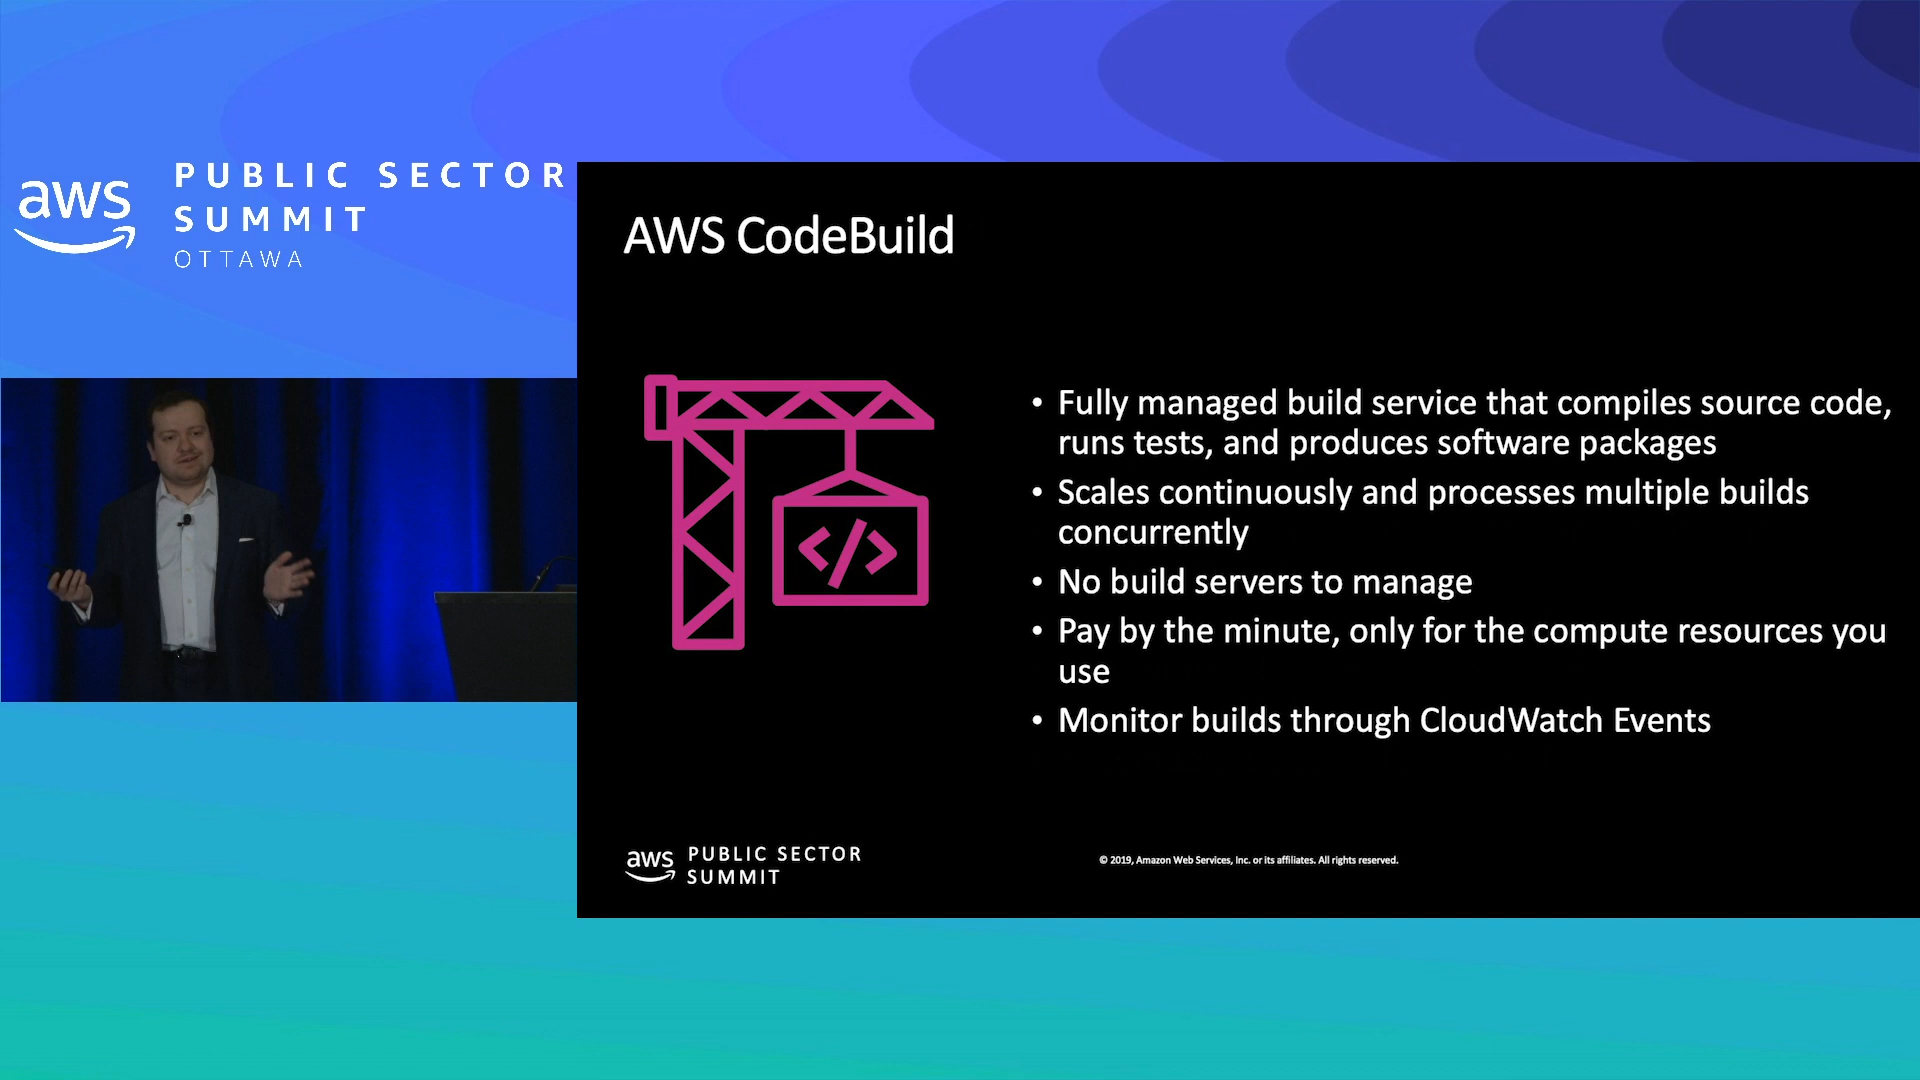 aws
PUBLIC SECTOR
SUMMIT
OTTAWA
AWS CodeBuild
</>
• Fully managed build service that compiles source code,
runs tests, and produces software packages
• Scales continuously and processes multiple builds
concurrently
• No build servers to manage
• Pay by the minute, only for the compute resources you
use
• Monitor builds through CloudWatch Events
aws
PUBLIC SECTOR
SUMMIT
© 2019, Amazon Web Services, Inc. or its affiliates. All rights reserved.